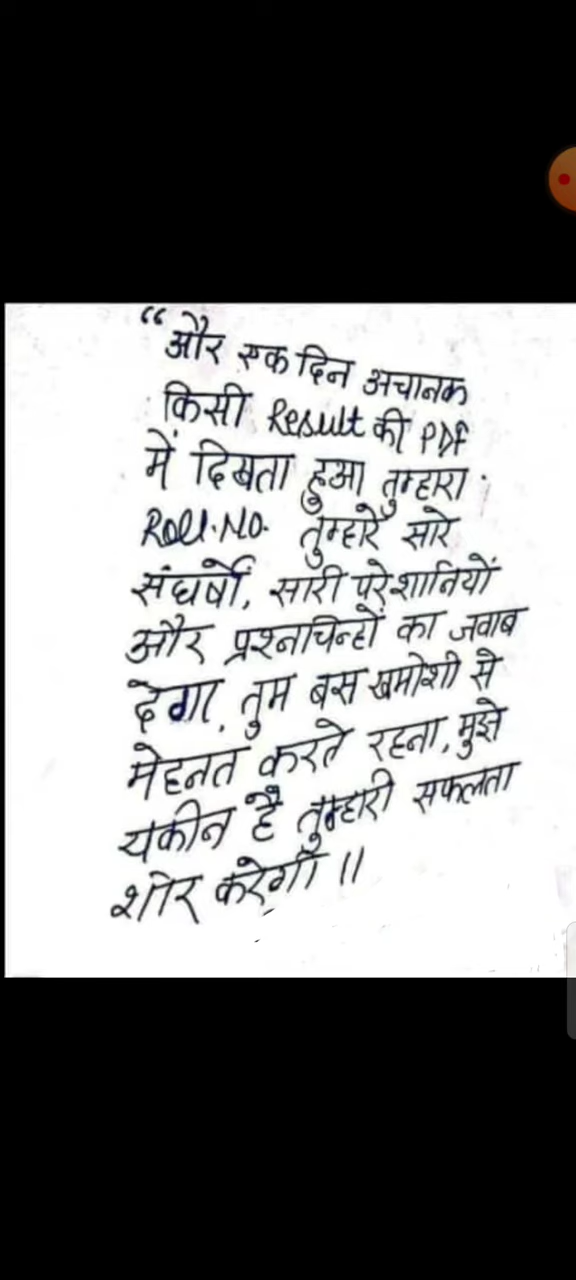 “और एक दिन अचानक
किसी Result की PDF
में दिखता हुआ तुम्हारा
Roll.No. तुम्हारे सारे
संघर्षों, सारी परेशानियों
और प्रश्नचिन्हों का जवाब
देगा, तुम बस खमोशी से
मेहनत करते रहना, मुझे
यकीन है तुम्हारी सफलता
शोर करेगी ॥